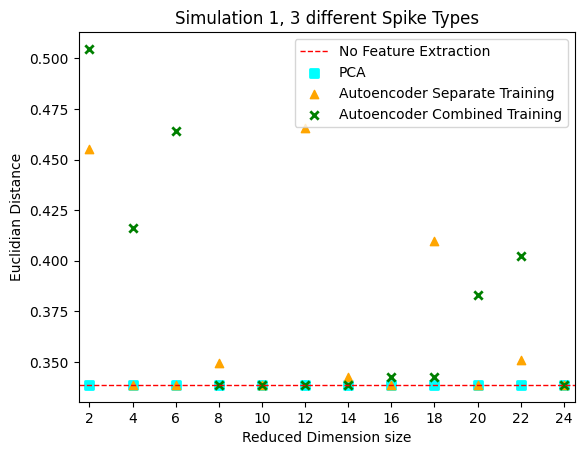 Simulation 1, 3 different Spike Types
No Feature Extraction
PCA
Autoencoder Separate Training
Autoencoder Combined Training
Euclidian Distance
0.500
0.475
0.450
0.425
0.400
0.375
0.350
2 4 6 8 10 12 14 16 18 20 22 24
Reduced Dimension size